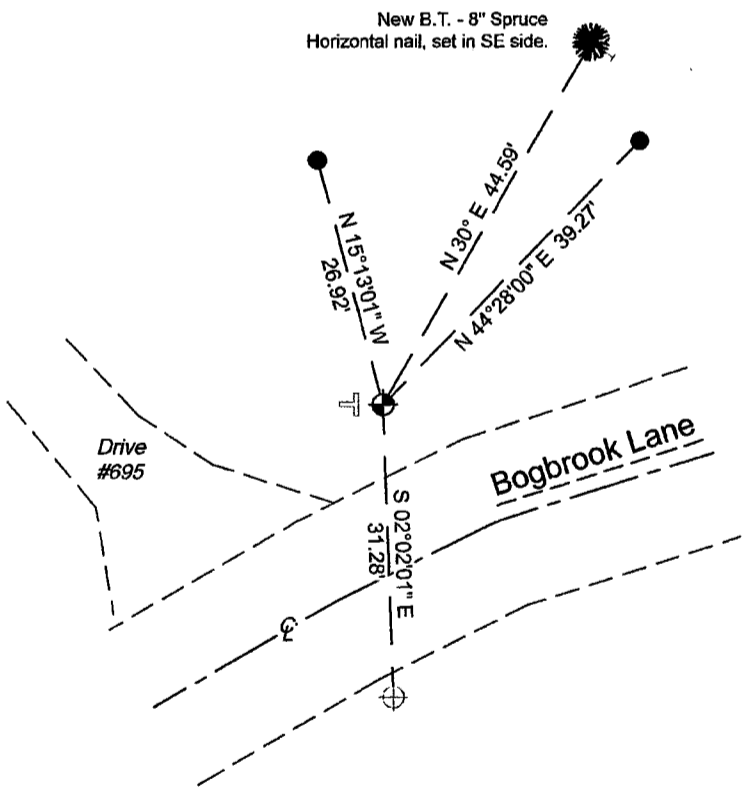 New B.T. - 8" Spruce
Horizontal nail, set in SE side.
N 30° E 44.59'
N 15°13'01" W
26.92'
N 44°28'00" E 39.27'
Drive
#695
Bogbrook Lane
S 02°02'01" E
31.28'
℄